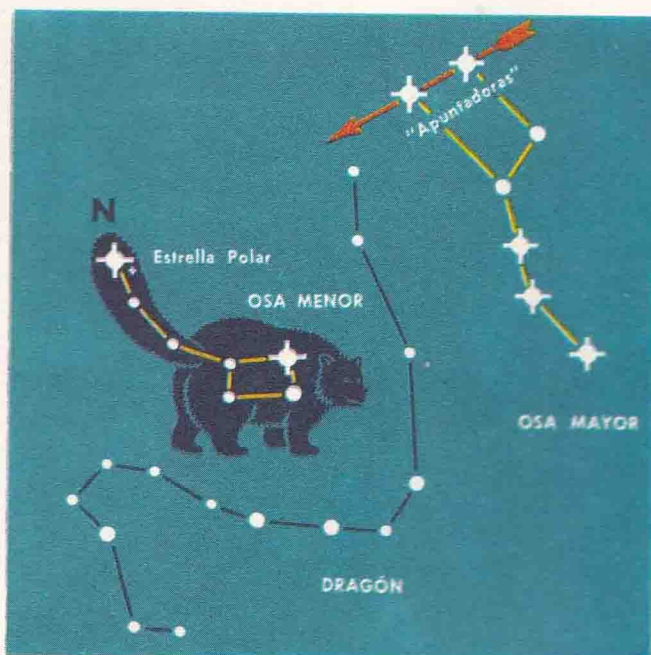 "Apuntadoras"
N
Estrella Polar
OSA MENOR
OSA MAYOR
DRAGÓN